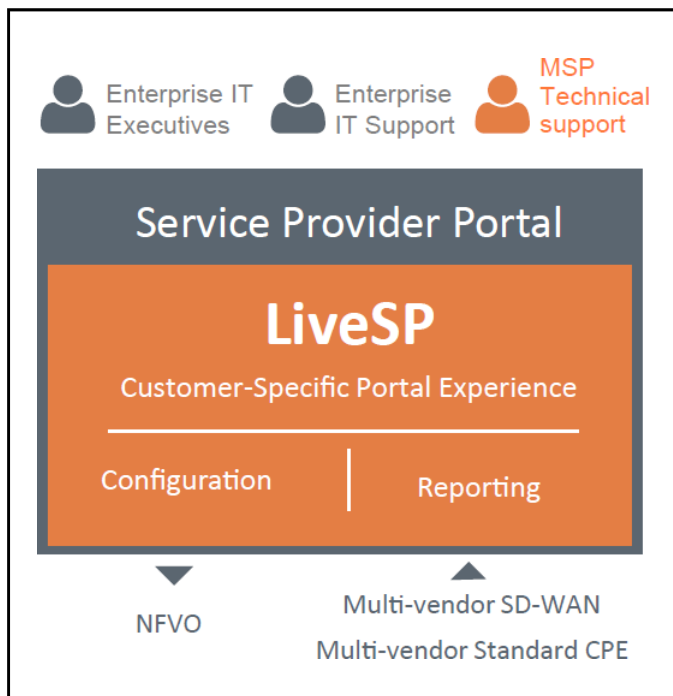 Enterprise IT
Executives
Enterprise
IT Support
MSP
Technical
support
Service Provider Portal
LiveSP
Customer-Specific Portal Experience
Configuration
Reporting
NFVO
Multi-vendor SD-WAN
Multi-vendor Standard CPE